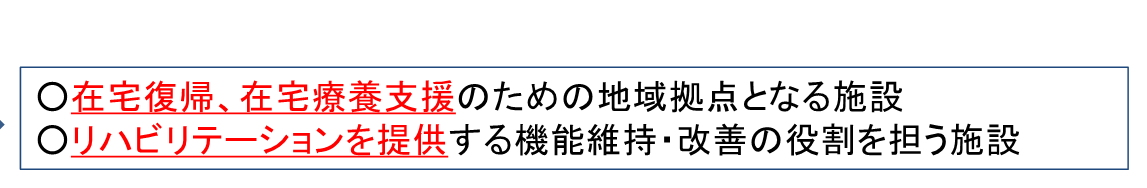 ○在宅復帰、在宅療養支援のための地域拠点となる施設
○リハビリテーションを提供する機能維持・改善の役割を担う施設